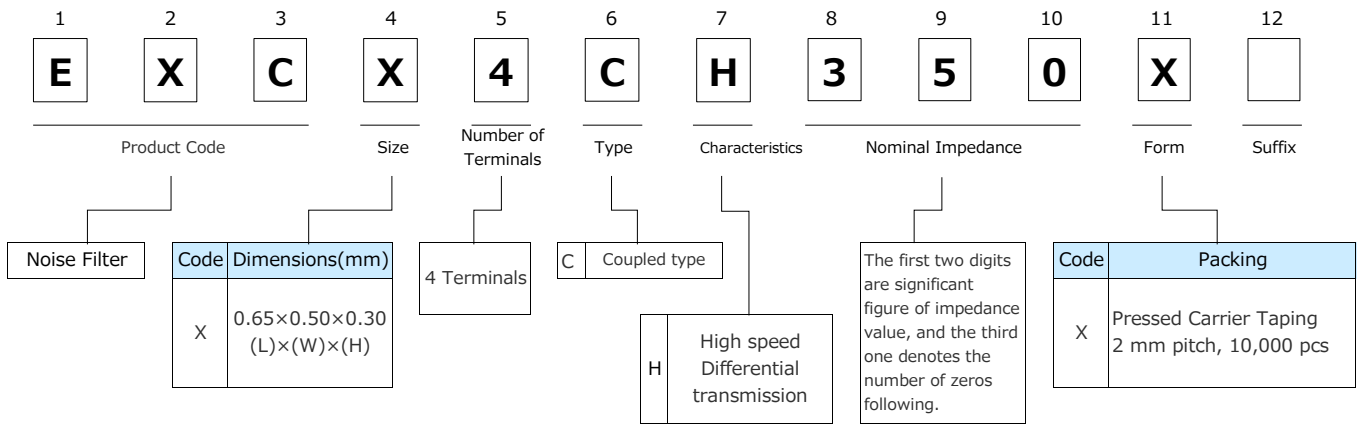 1 2 3 4 5 6 7 8 9 10 11 12
E X C X 4 C H 3 5 0 X
Product Code
Size
Number of
Terminals
Type
Characteristics
Nominal Impedance
Form
Suffix
Noise Filter
Code Dimensions(mm)
X
0.65×0.50×0.30
(L)×(W)×(H)
4 Terminals
C Coupled type
H
High speed
Differential
transmission
The first two digits
are significant
figure of impedance
value, and the third
one denotes the
number of zeros
following.
Code Packing
X
Pressed Carrier Taping
2 mm pitch, 10,000 pcs